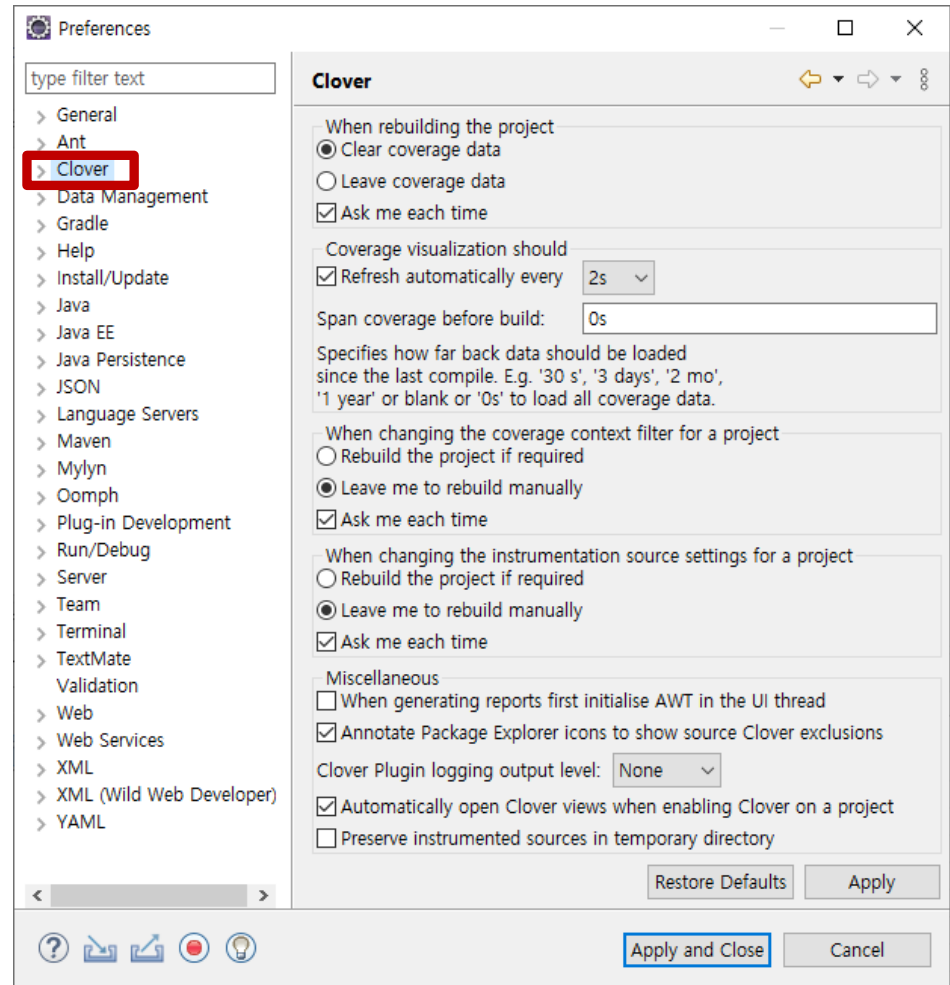 Preferences
type filter text
General
Ant
Clover
Data Management
Gradle
Help
Install/Update
Java
Java EE
Java Persistence
JSON
Language Servers
Maven
Mylyn
Oomph
Plug-in Development
Run/Debug
Server
Team
Terminal
TextMate
Validation
Web
Web Services
XML
XML (Wild Web Developer)
YAML
Clover
When rebuilding the project
Clear coverage data
Leave coverage data
Ask me each time
Coverage visualization should
Refresh automatically every 2s
Span coverage before build: 0s
Specifies how far back data should be loaded
since the last compile. E.g. '30 s', '3 days', '2 mo',
'1 year' or blank or '0s' to load all coverage data.
When changing the coverage context filter for a project
Rebuild the project if required
Leave me to rebuild manually
Ask me each time
When changing the instrumentation source settings for a project
Rebuild the project if required
Leave me to rebuild manually
Ask me each time
Miscellaneous
When generating reports first initialise AWT in the UI thread
Annotate Package Explorer icons to show source Clover exclusions
Clover Plugin logging output level: None
Automatically open Clover views when enabling Clover on a project
Preserve instrumented sources in temporary directory
Restore Defaults Apply
Apply and Close Cancel